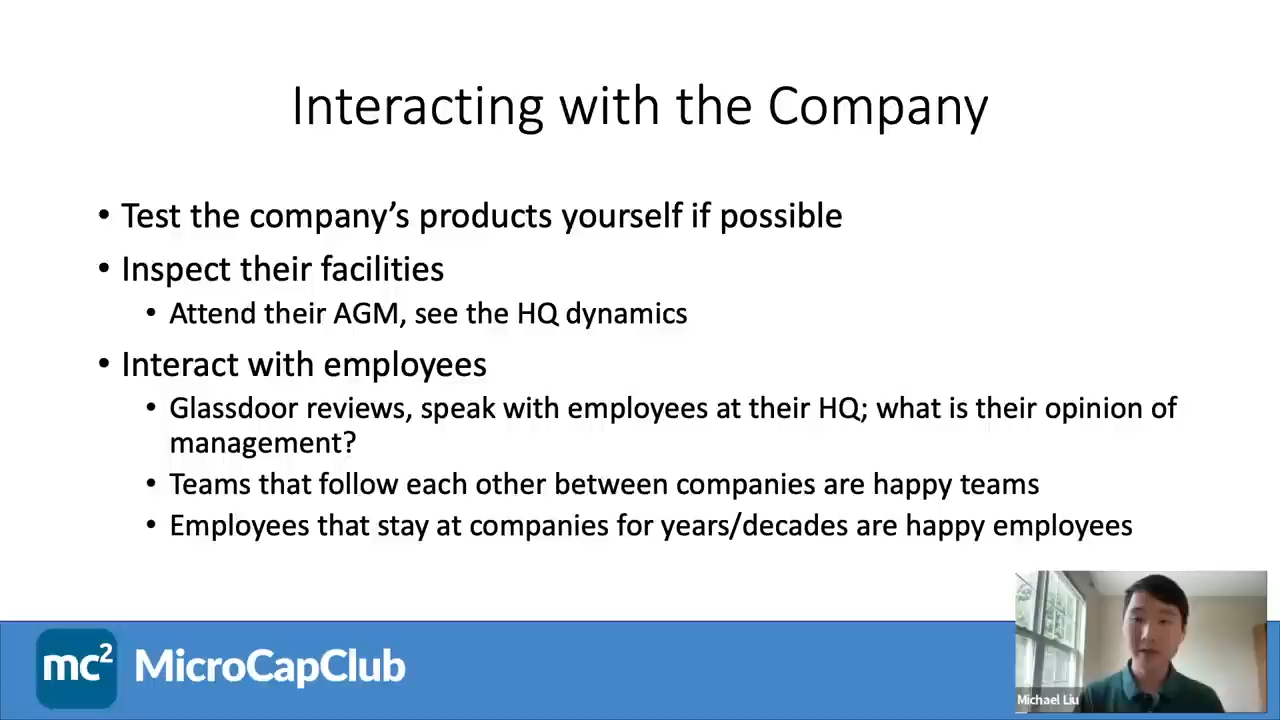 Interacting with the Company
• Test the company’s products yourself if possible
• Inspect their facilities
• Attend their AGM, see the HQ dynamics
• Interact with employees
• Glassdoor reviews, speak with employees at their HQ; what is their opinion of
management?
• Teams that follow each other between companies are happy teams
• Employees that stay at companies for years/decades are happy employees
mc² MicroCapClub
Michael Liu